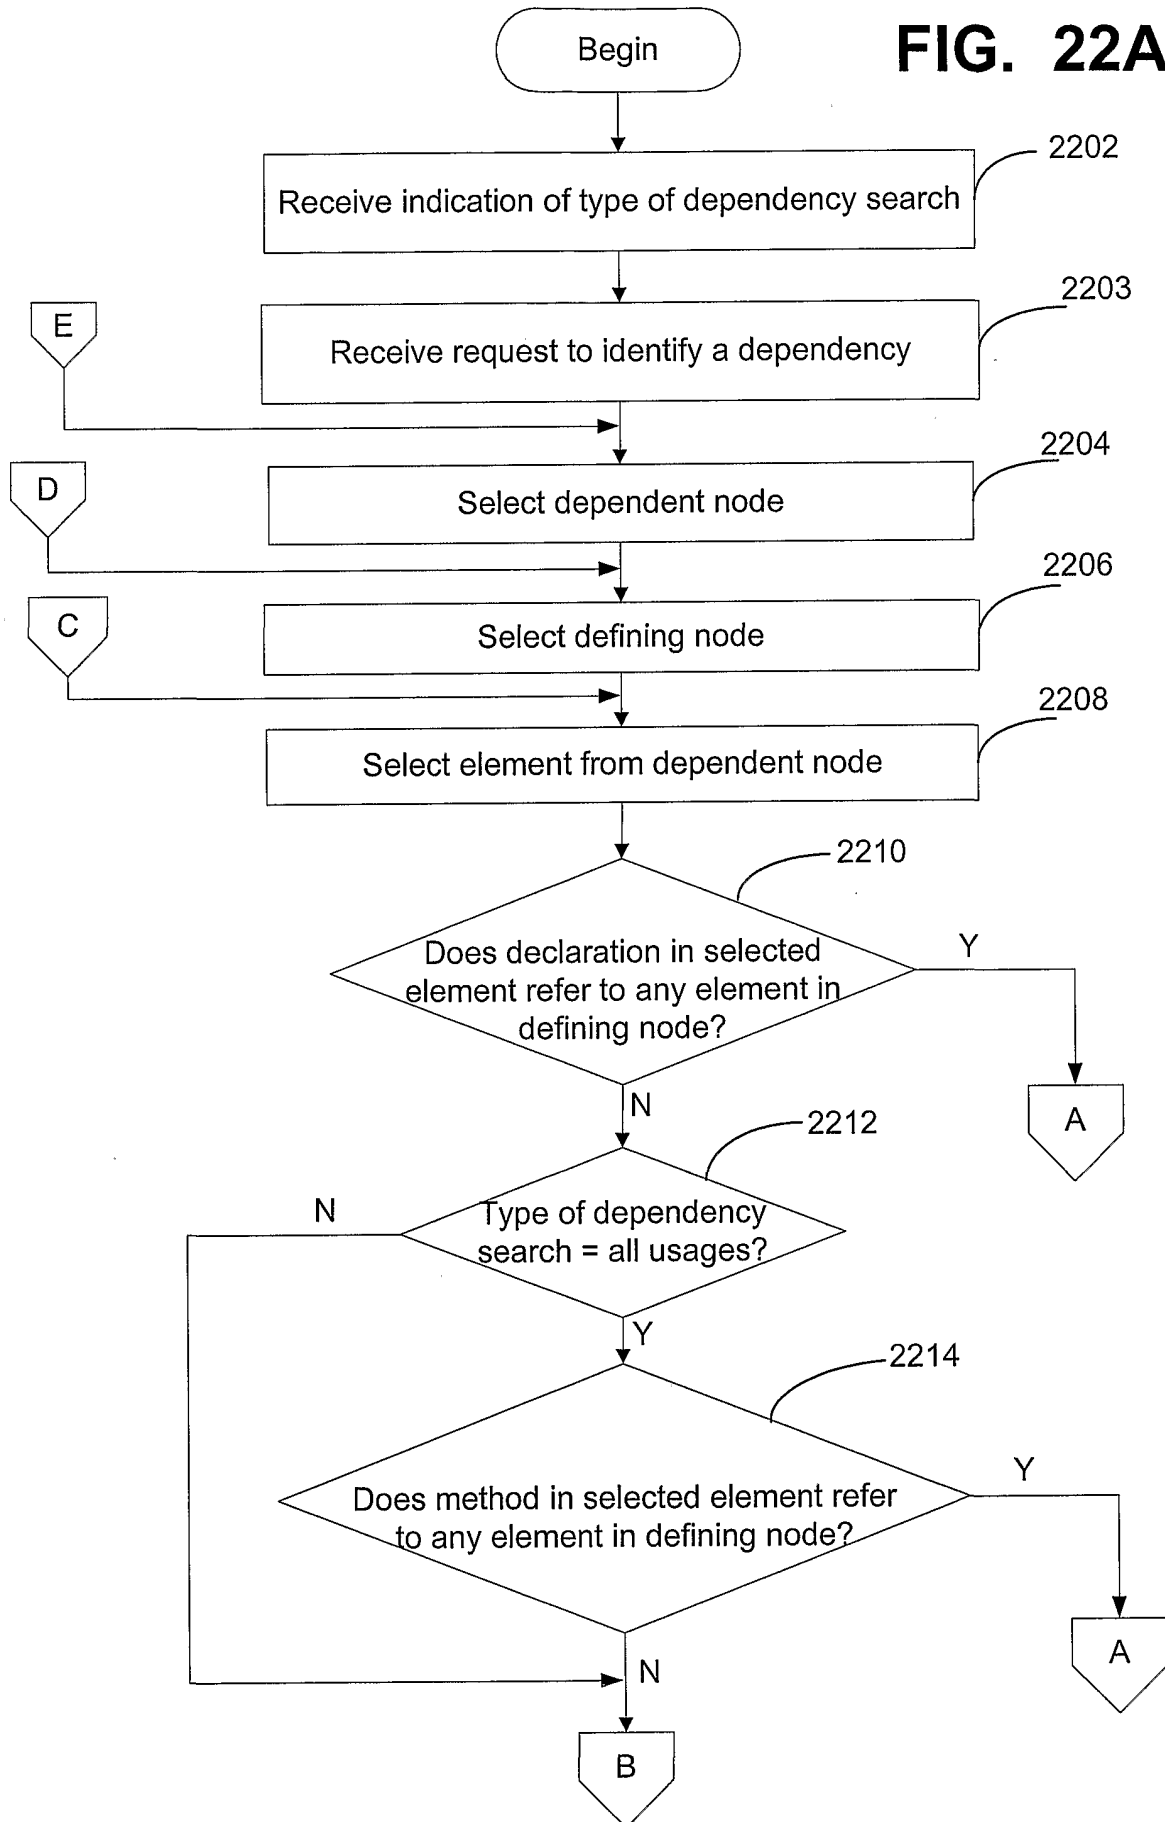 Begin
FIG. 22A
2202
Receive indication of type of dependency search
2203
E
Receive request to identify a dependency
2204
D
Select dependent node
2206
C
Select defining node
2208
Select element from dependent node
2210
Does declaration in selected
element refer to any element in
defining node?
Y
A
N
2212
N
Type of dependency
search = all usages?
Y
2214
Does method in selected element refer
to any element in defining node?
Y
A
N
B